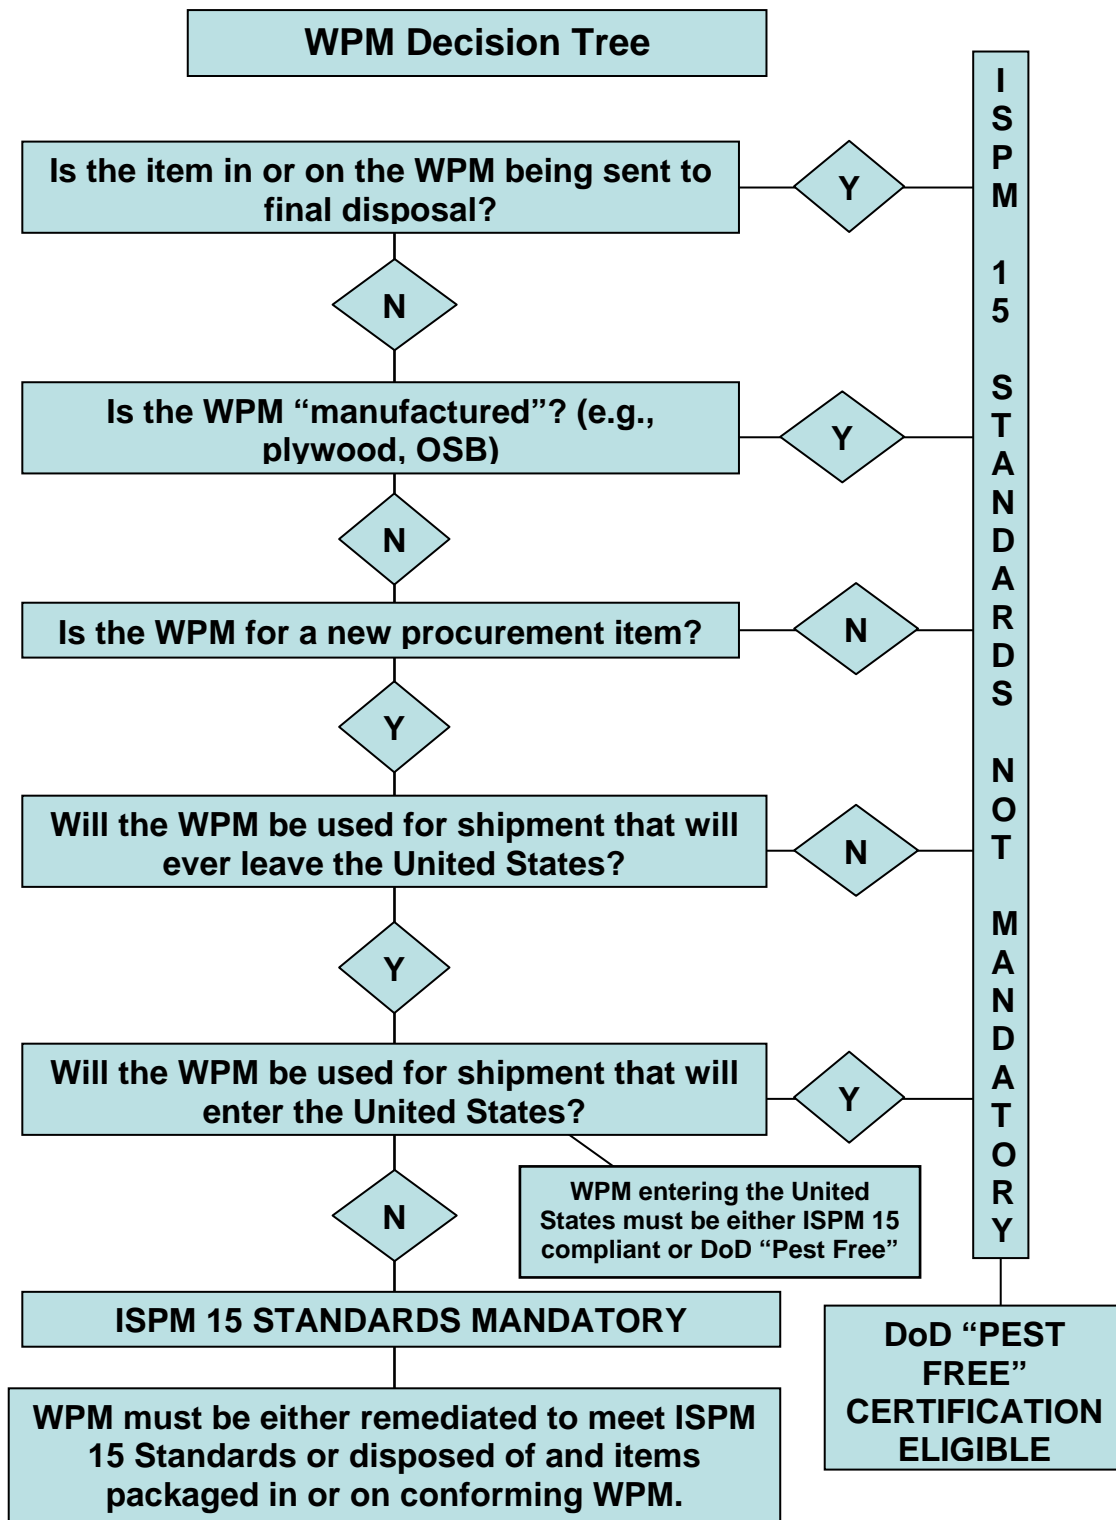 WPM Decision Tree
Is the item in or on the WPM being sent to
final disposal?
Y
N
Is the WPM “manufactured”? (e.g.,
plywood, OSB)
Y
N
Is the WPM for a new procurement item?
N
Y
Will the WPM be used for shipment that will
ever leave the United States?
N
Y
Will the WPM be used for shipment that will
enter the United States?
Y
WPM entering the United
States must be either ISPM 15
compliant or DoD “Pest Free”
N
ISPM 15 STANDARDS MANDATORY
WPM must be either remediated to meet ISPM
15 Standards or disposed of and items
packaged in or on conforming WPM.
ISPM 15 STANDARDS NOT MANDATORY
DoD “PEST
FREE”
CERTIFICATION
ELIGIBLE